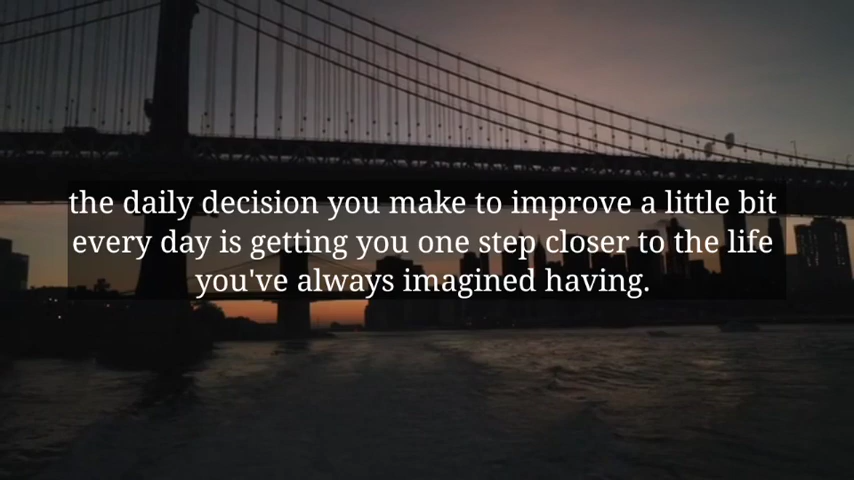 the daily decision you make to improve a little bit
every day is getting you one step closer to the life
you've always imagined having.